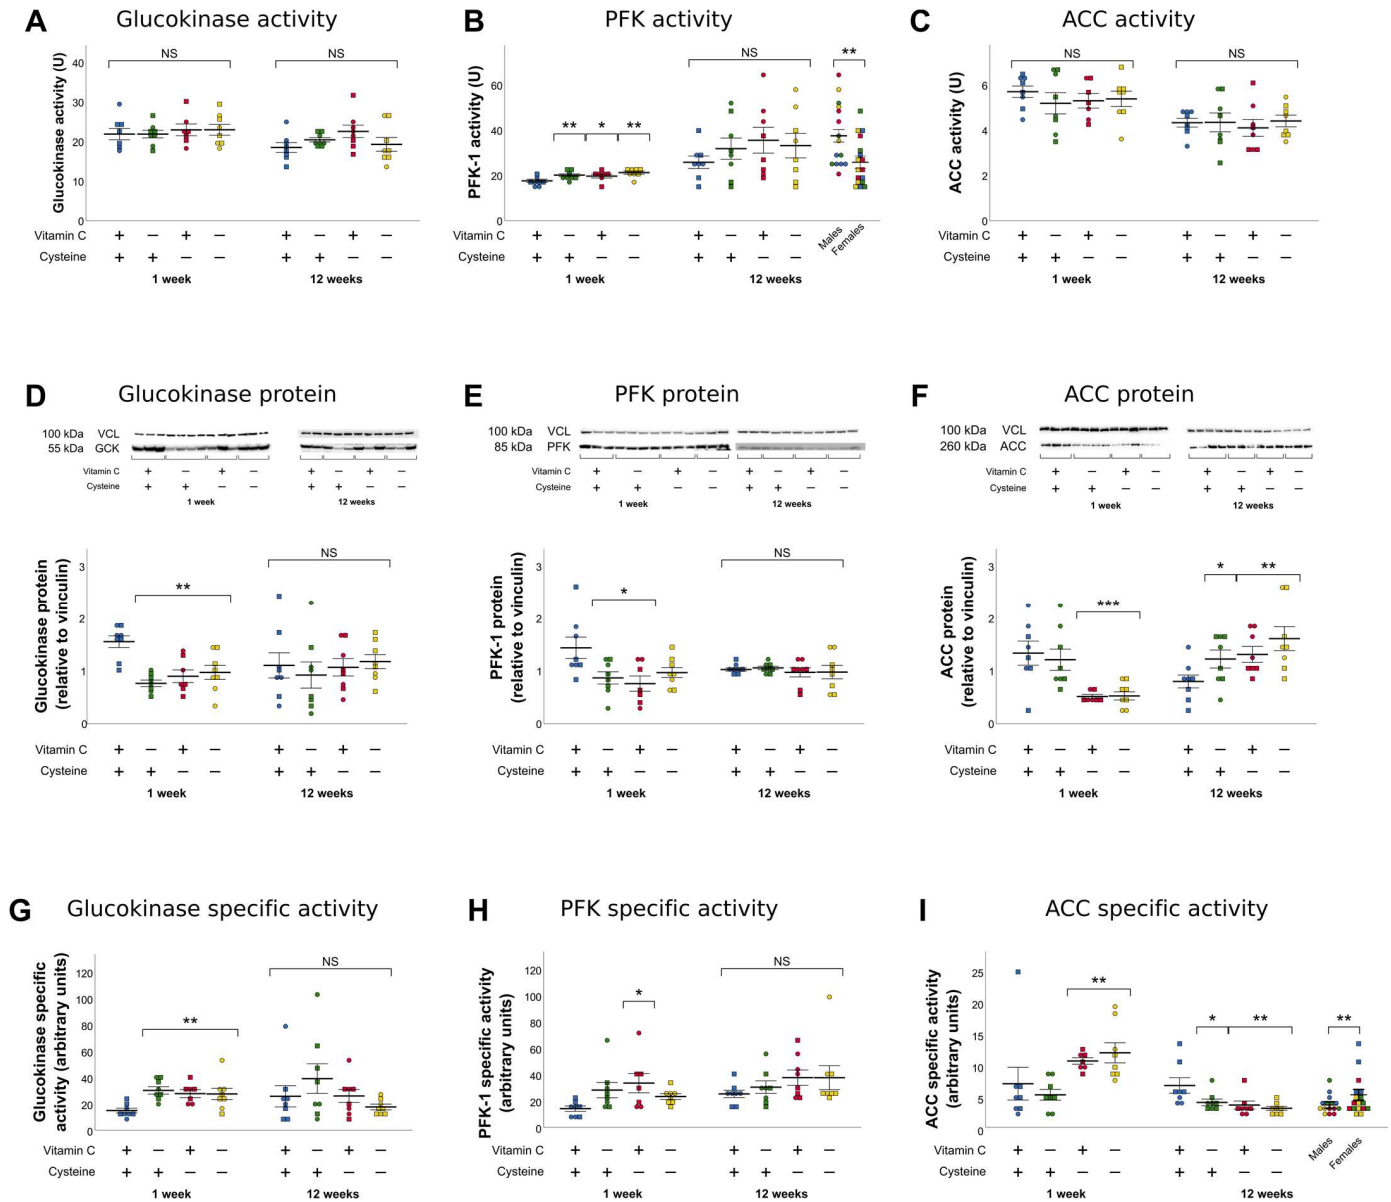 A Glucokinase activity
Glucokinase activity (U)
40
30
20
10
0
NS NS
Vitamin C + − + − + − + −
Cysteine + + − − + + − −
1 week 12 weeks
B PFK activity
PFK-1 activity (U)
60
40
20
0
** * ** NS **
Males Females
Vitamin C + − + − + − + −
Cysteine + + − − + + − −
1 week 12 weeks
C ACC activity
ACC activity (U)
6
4
2
0
NS NS
Vitamin C + − + − + − + −
Cysteine + + − − + + − −
1 week 12 weeks
D Glucokinase protein
100 kDa VCL
55 kDa GCK
Vitamin C + − + − + − + −
Cysteine + + − − + + − −
1 week 12 weeks
Glucokinase protein
(relative to vinculin)
3
2
1
0
** NS
Vitamin C + − + − + − + −
Cysteine + + − − + + − −
1 week 12 weeks
E PFK protein
100 kDa VCL
85 kDa PFK
Vitamin C + − + − + − + −
Cysteine + + − − + + − −
1 week 12 weeks
PFK-1 protein
(relative to vinculin)
3
2
1
0
* NS
Vitamin C + − + − + − + −
Cysteine + + − − + + − −
1 week 12 weeks
F ACC protein
100 kDa VCL
260 kDa ACC
Vitamin C + − + − + − + −
Cysteine + + − − + + − −
1 week 12 weeks
ACC protein
(relative to vinculin)
3
2
1
0
*** * **
Vitamin C + − + − + − + −
Cysteine + + − − + + − −
1 week 12 weeks
G Glucokinase specific activity
Glucokinase specific
activity (arbitrary units)
120
100
80
60
40
20
0
** NS
Vitamin C + − + − + − + −
Cysteine + + − − + + − −
1 week 12 weeks
H PFK specific activity
PFK-1 specific activity
(arbitrary units)
120
100
80
60
40
20
0
* NS
Vitamin C + − + − + − + −
Cysteine + + − − + + − −
1 week 12 weeks
I ACC specific activity
ACC specific activity
(arbitrary units)
25
20
15
10
5
0
** * ** **
Males Females
Vitamin C + − + − + − + −
Cysteine + + − − + + − −
1 week 12 weeks